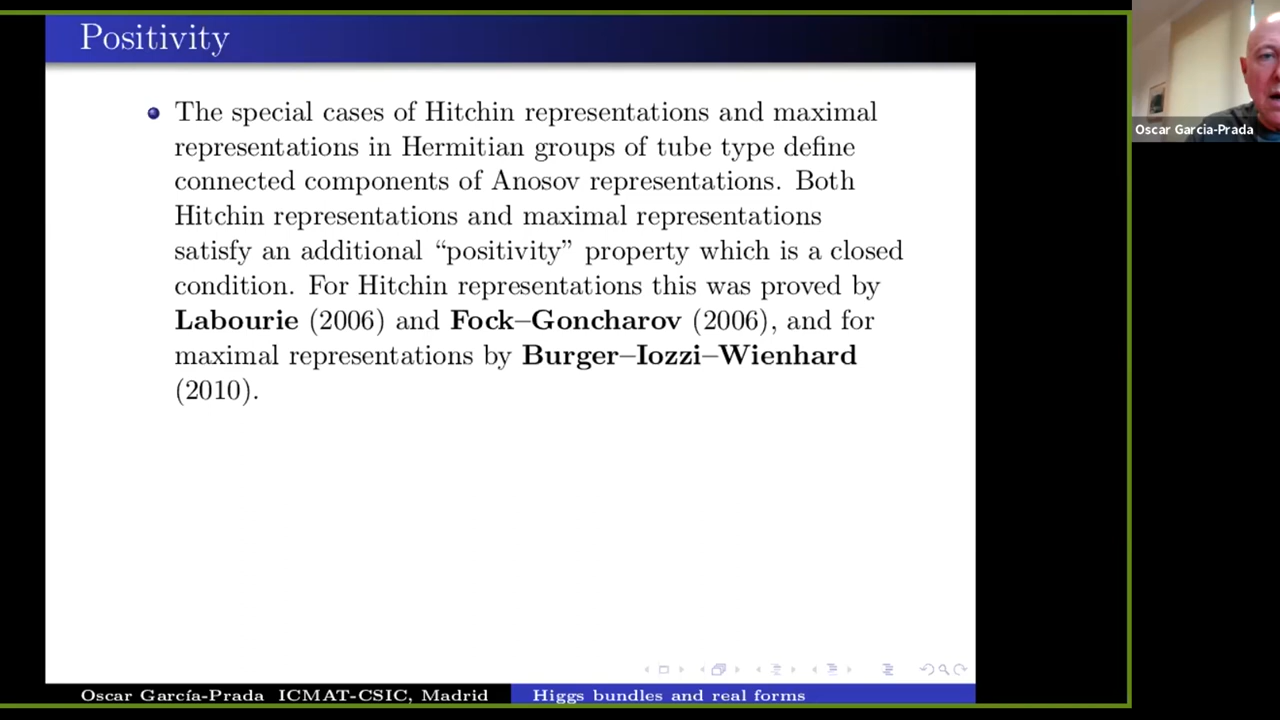 Positivity
The special cases of Hitchin representations and maximal
representations in Hermitian groups of tube type define
connected components of Anosov representations. Both
Hitchin representations and maximal representations
satisfy an additional “positivity” property which is a closed
condition. For Hitchin representations this was proved by
Labourie (2006) and Fock–Goncharov (2006), and for
maximal representations by Burger–Iozzi–Wienhard
(2010).
Oscar Garcia-Prada
Oscar García-Prada ICMAT-CSIC, Madrid
Higgs bundles and real forms